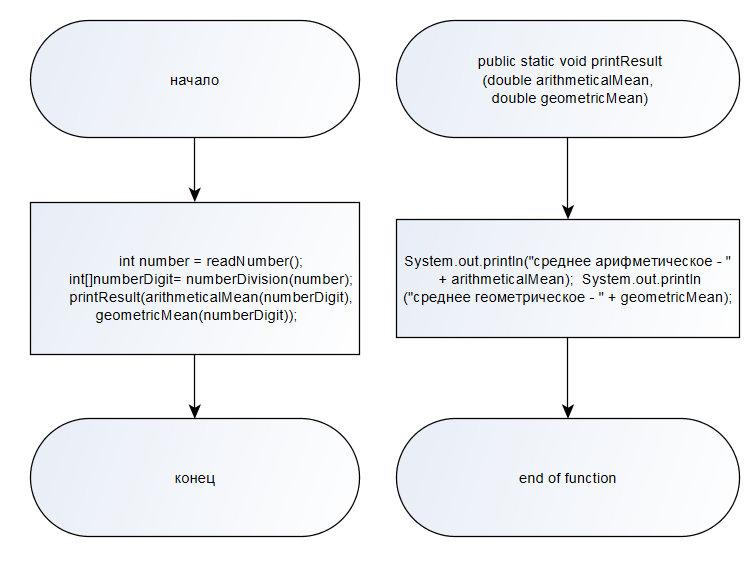 начало
int number = readNumber();
int[]numberDigit= numberDivision(number);
printResult(arithmeticalMean(numberDigit),
geometricMean(numberDigit));
конец
public static void printResult
(double arithmeticalMean,
double geometricMean)
System.out.println("среднее арифметическое - "
+ arithmeticalMean); System.out.println
("среднее геометрическое - " + geometricMean);
end of function